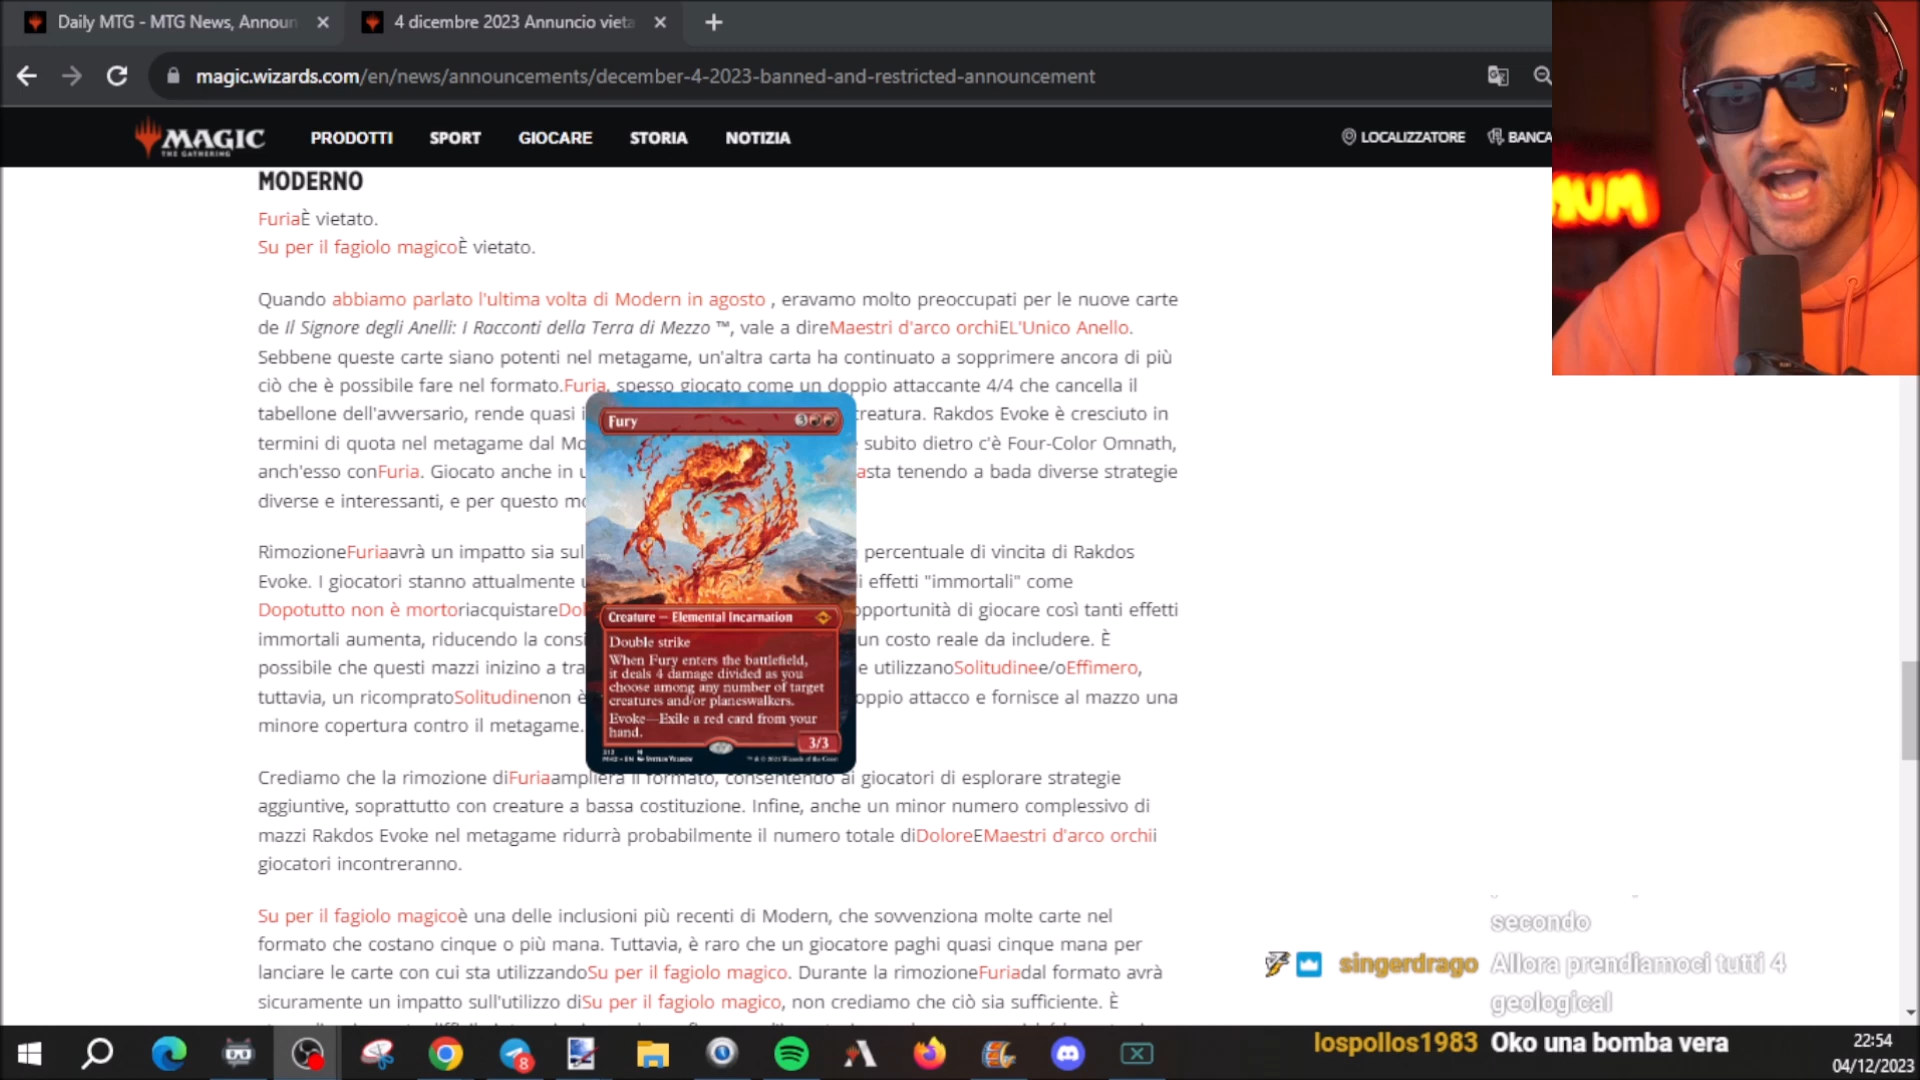 Daily MTG - MTG News, Announ
4 dicembre 2023 Annuncio vieta
magic.wizards.com/en/news/announcements/december-4-2023-banned-and-restricted-announcement
MAGIC
THE GATHERING
PRODOTTI
SPORT
GIOCARE
STORIA
NOTIZIA
LOCALIZZATORE
BANCA
MUM
MODERNO
FuriaÈ vietato.
Su per il fagiolo magicoÈ vietato.
Quando abbiamo parlato l'ultima volta di Modern in agosto , eravamo molto preoccupati per le nuove carte
de Il Signore degli Anelli: I Racconti della Terra di Mezzo ™, vale a direMaestri d'arco orchiEL'Unico Anello.
Sebbene queste carte siano potenti nel metagame, un'altra carta ha continuato a sopprimere ancora di più
ciò che è possibile fare nel formato.Furia, spesso giocato come un doppio attaccante 4/4 che cancella il
tabellone dell'avversario, rende quasi i creatura. Rakdos Evoke è cresciuto in
termini di quota nel metagame dal Mo subito dietro c'è Four-Color Omnath,
anch'esso conFuria. Giocato anche in u asta tenendo a bada diverse strategie
diverse e interessanti, e per questo mo
RimozioneFuriaavrà un impatto sia sul percentuale di vincita di Rakdos
Evoke. I giocatori stanno attualmente u i effetti "immortali" come
Dopotutto non è mortoriacquistareDol opportunità di giocare così tanti effetti
immortali aumenta, riducendo la consi un costo reale da includere. È
possibile che questi mazzi inizino a tra e utilizzanoSolitudinee/oEffimero,
tuttavia, un ricompratoSolitudinenon è oppio attacco e fornisce al mazzo una
minore copertura contro il metagame.
Crediamo che la rimozione diFuriaamplierà il formato, consentendo ai giocatori di esplorare strategie
aggiuntive, soprattutto con creature a bassa costituzione. Infine, anche un minor numero complessivo di
mazzi Rakdos Evoke nel metagame ridurrà probabilmente il numero totale diDoloreEMaestri d'arco orchii
giocatori incontreranno.
Su per il fagiolo magicoè una delle inclusioni più recenti di Modern, che sovvenziona molte carte nel
formato che costano cinque o più mana. Tuttavia, è raro che un giocatore paghi quasi cinque mana per
lanciare le carte con cui sta utilizzandoSu per il fagiolo magico. Durante la rimozioneFuriadal formato avrà
sicuramente un impatto sull'utilizzo diSu per il fagiolo magico, non crediamo che ciò sia sufficiente. È
Fury
3
Creature — Elemental Incarnation
Double strike
When Fury enters the battlefield,
it deals 4 damage divided as you
choose among any number of target
creatures and/or planeswalkers.
Evoke—Exile a red card from your
hand.
3/3
secondo
singerdrago Allora prendiamoci tutti 4
geological
lospollos1983 Oko una bomba vera
8
22:54
04/12/2023